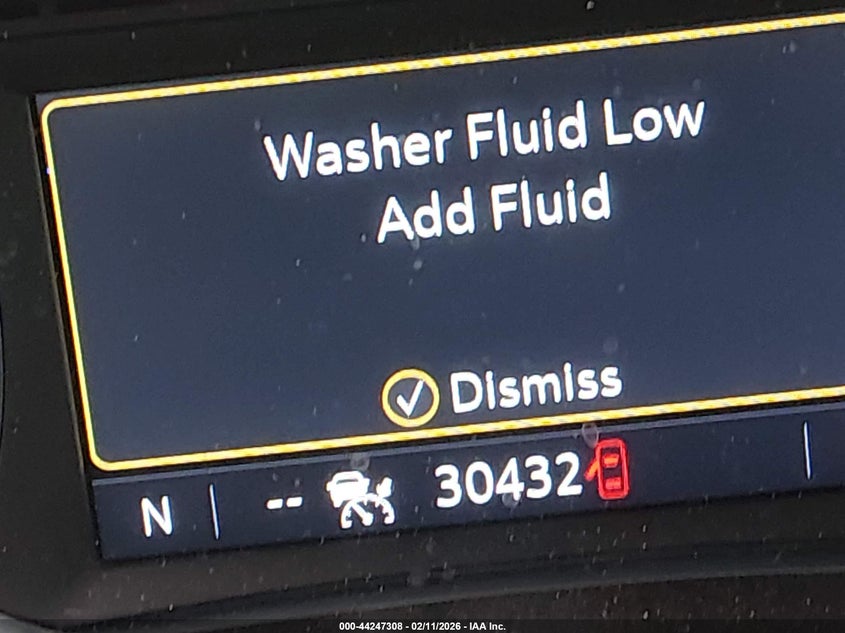 Washer Fluid Low
Add Fluid
Dismiss
N -- 30432
000-44247308 - 02/11/2026 - IAA Inc.